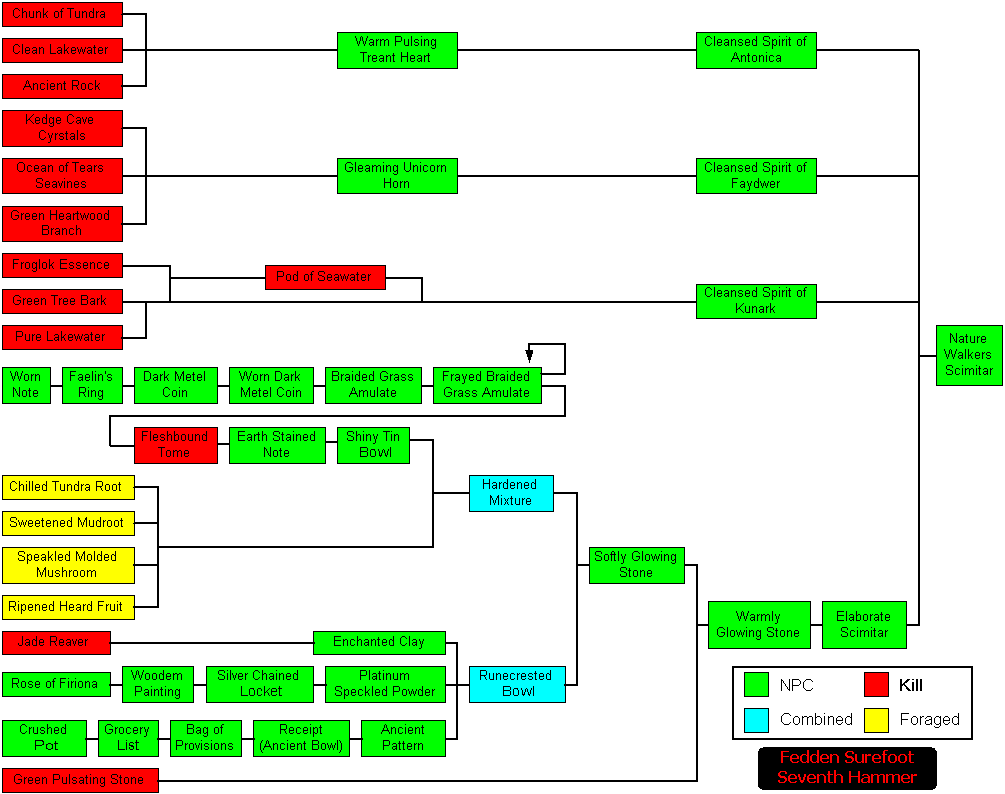 Chunk of Tundra
Clean Lakewater
Ancient Rock
Warm Pulsing
Treant Heart
Cleansed Spirit of
Antonica
Kedge Cave
Cyrstals
Ocean of Tears
Seavines
Green Heartwood
Branch
Gleaming Unicorn
Horn
Cleansed Spirit of
Faydwer
Froglok Essence
Green Tree Bark
Pure Lakewater
Pod of Seawater
Cleansed Spirit of
Kunark
Nature
Walkers
Scimitar
Worn
Note
Faelin's
Ring
Dark Metel
Coin
Worn Dark
Metel Coin
Braided Grass
Amulate
Frayed Braided
Grass Amulate
Fleshbound
Tome
Earth Stained
Note
Shiny Tin
Bowl
Chilled Tundra Root
Sweetened Mudroot
Speakled Molded
Mushroom
Ripened Heard Fruit
Hardened
Mixture
Softly Glowing
Stone
Jade Reaver
Enchanted Clay
Rose of Firiona
Woodem
Painting
Silver Chained
Locket
Platinum
Speckled Powder
Runecrested
Bowl
Crushed
Pot
Grocery
List
Bag of
Provisions
Receipt
(Ancient Bowl)
Ancient
Pattern
Green Pulsating Stone
Warmly
Glowing Stone
Elaborate
Scimitar
NPC
Kill
Combined
Foraged
Fedden Surefoot
Seventh Hammer